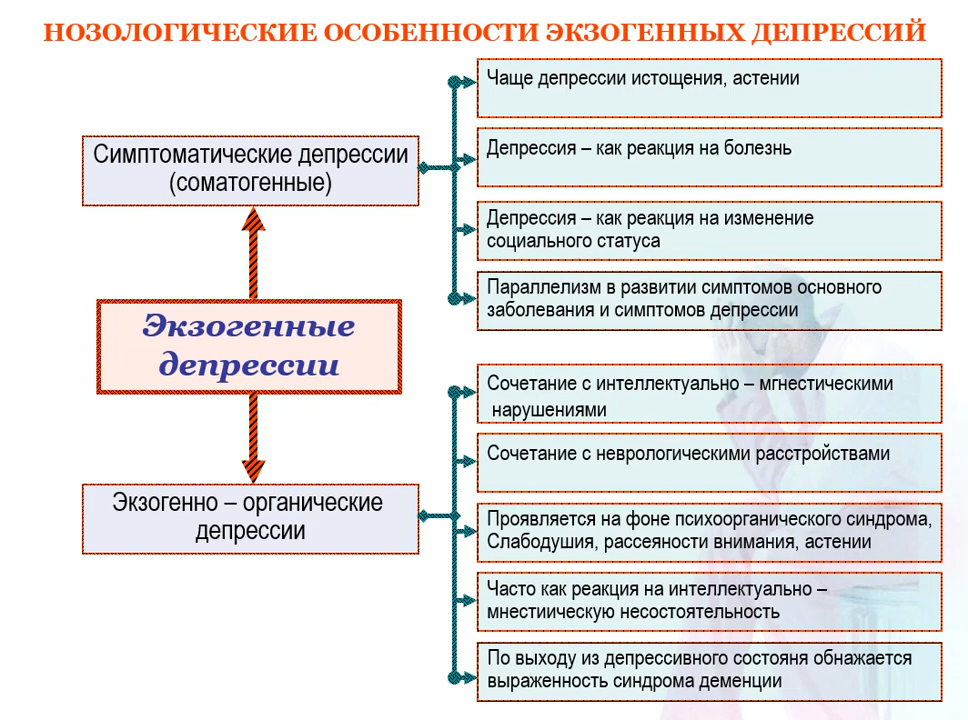 НОЗОЛОГИЧЕСКИЕ ОСОБЕННОСТИ ЭКЗОГЕННЫХ ДЕПРЕССИЙ
Симптоматические депрессии
(соматогенные)
Экзогенные
депрессии
Экзогенно – органические
депрессии
Чаще депрессии истощения, астении
Депрессия – как реакция на болезнь
Депрессия – как реакция на изменение
социального статуса
Параллелизм в развитии симптомов основного
заболевания и симптомов депрессии
Сочетание с интеллектуально – мгнестическими
нарушениями
Сочетание с неврологическими расстройствами
Проявляется на фоне психоорганического синдрома,
Слабодушия, рассеяности внимания, астении
Часто как реакция на интеллектуально –
мнестиическую несостоятельность
По выходу из депрессивного состояня обнажается
выраженность синдрома деменции